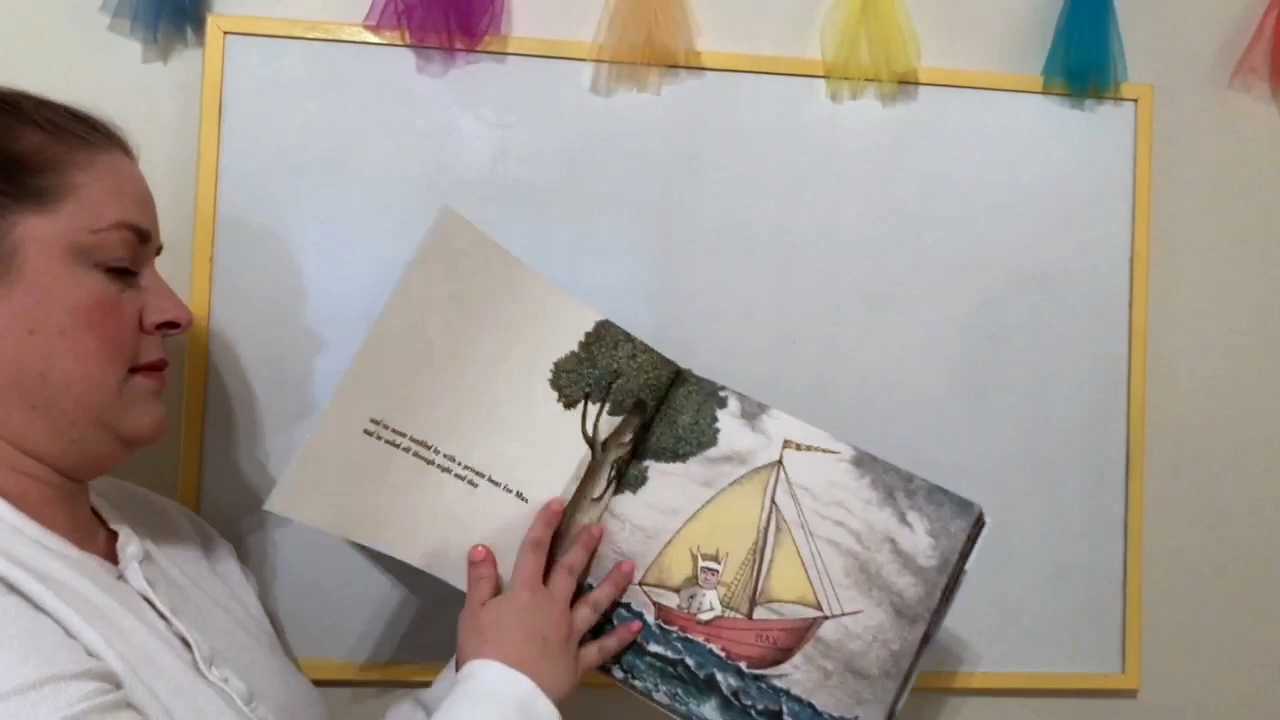 and an ocean tumbled by with a private boat for Max
and he sailed off through night and day
MAX